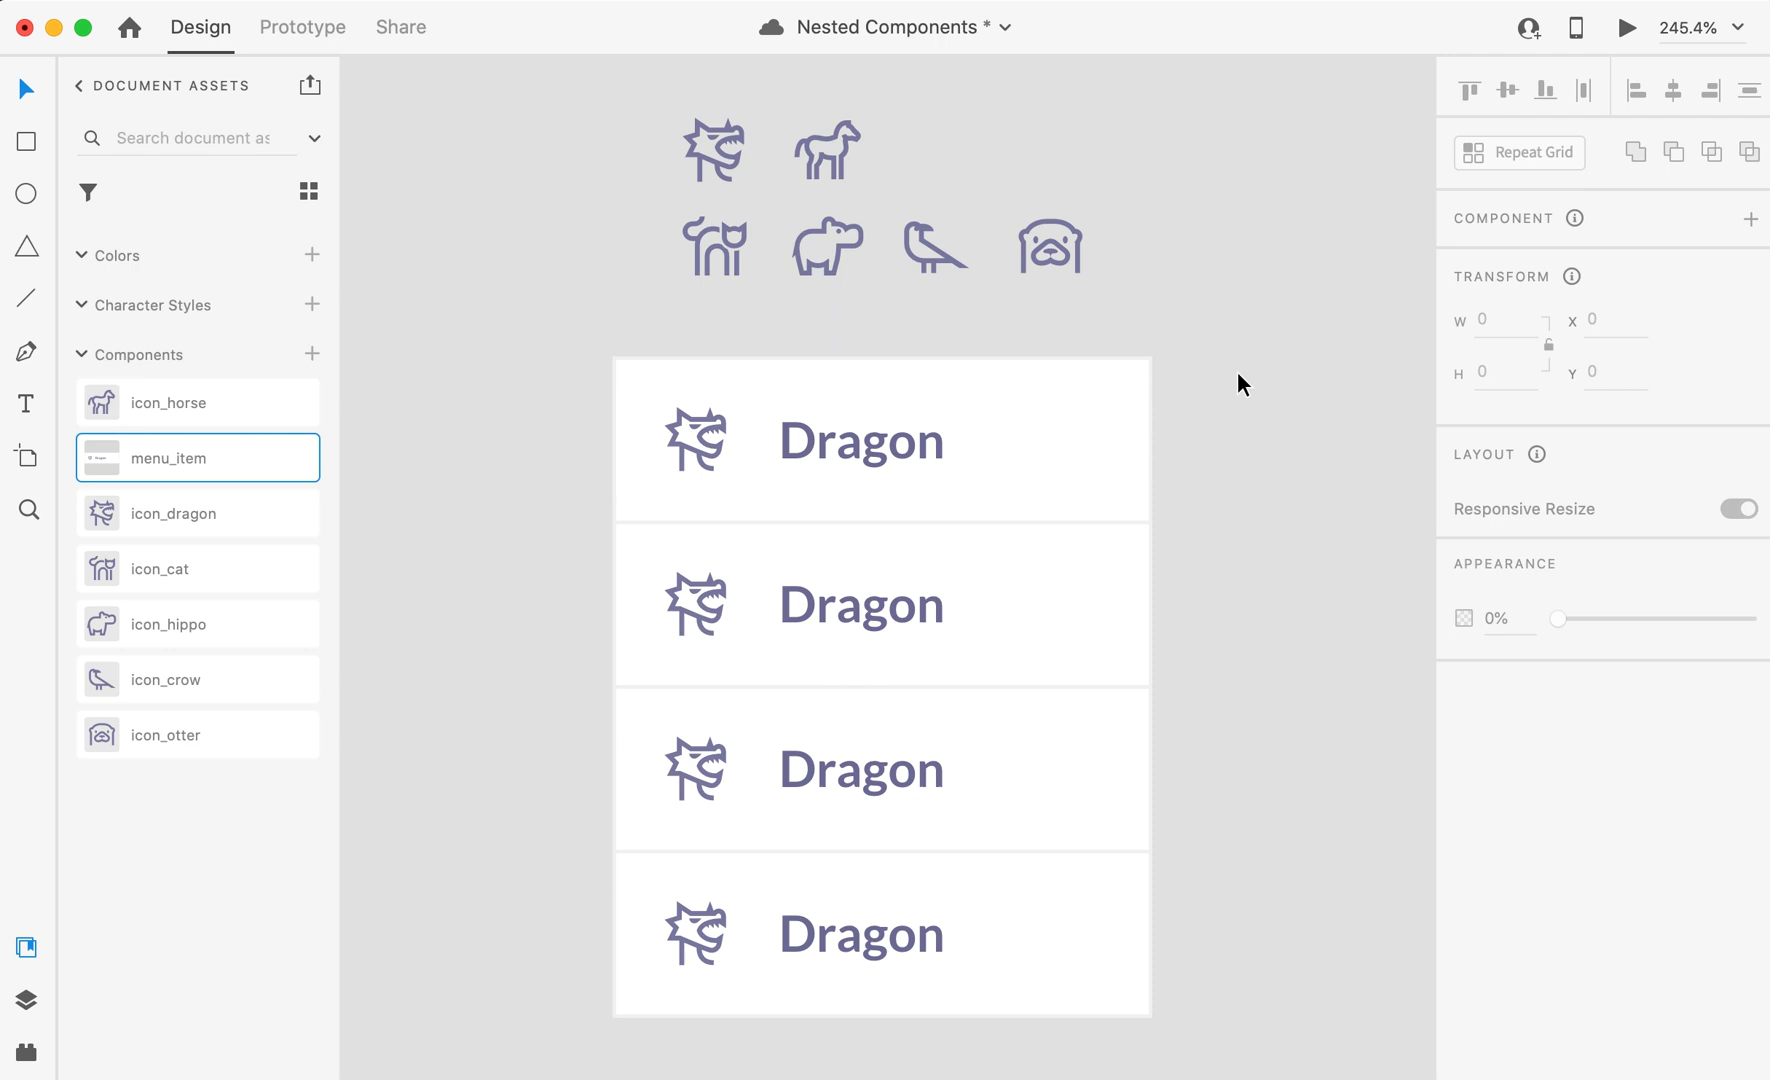 Design Prototype Share Nested Components * 245.4%
DOCUMENT ASSETS
Search document as
Repeat Grid
COMPONENT
TRANSFORM
W 0 X 0
H 0 Y 0
LAYOUT
Responsive Resize
APPEARANCE
0%
Colors
Character Styles
Components
icon_horse
menu_item
icon_dragon
icon_cat
icon_hippo
icon_crow
icon_otter
Dragon
Dragon
Dragon
Dragon